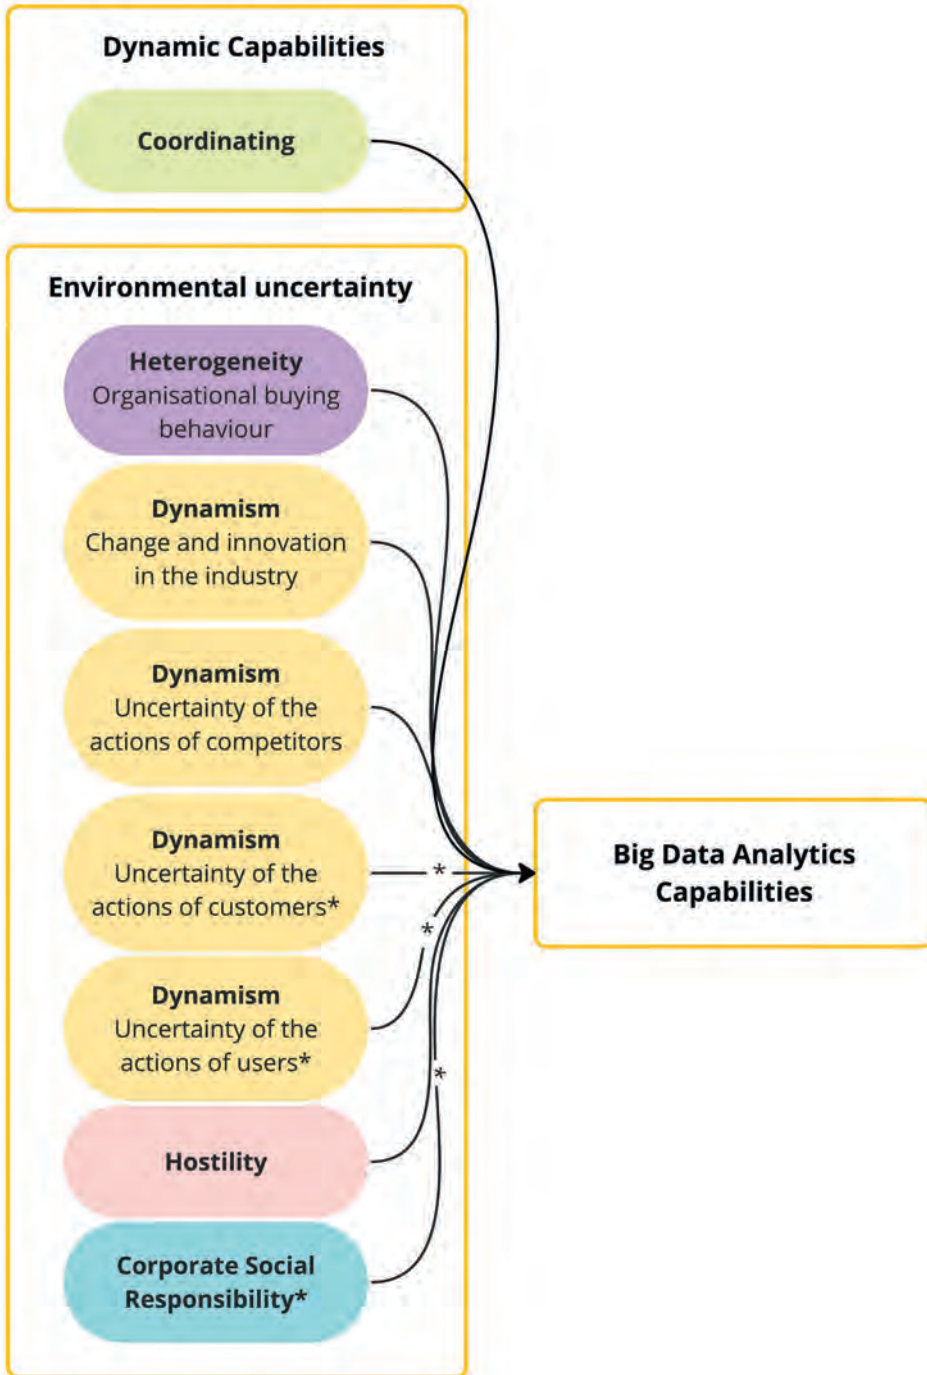 Dynamic Capabilities
Coordinating
Environmental uncertainty
Heterogeneity
Organisational buying
behaviour
Dynamism
Change and innovation
in the industry
Dynamism
Uncertainty of the
actions of competitors
Dynamism
Uncertainty of the
actions of customers*
*
Dynamism
Uncertainty of the
actions of users*
*
Hostility
*
Corporate Social
Responsibility*
Big Data Analytics
Capabilities